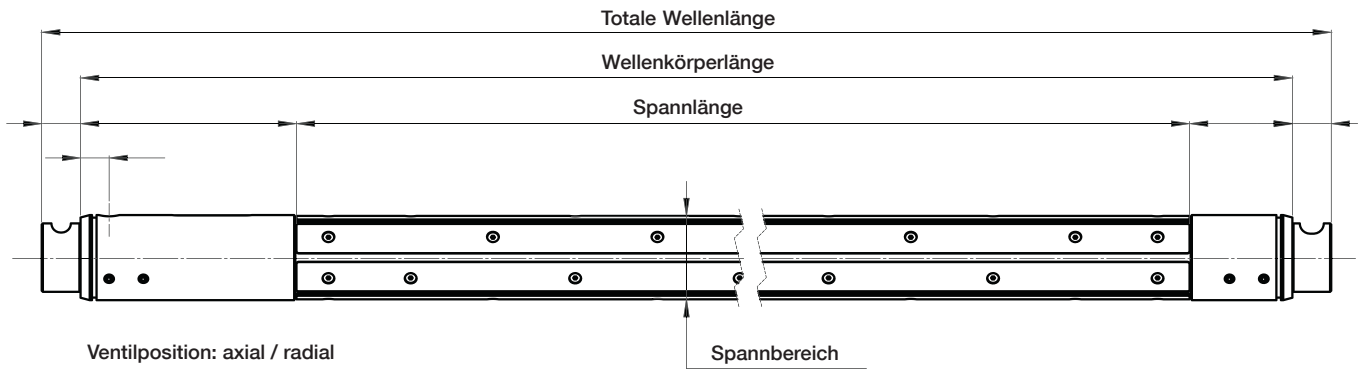 Totale Wellenlänge
Wellenkörperlänge
Spannlänge
Ventilposition: axial / radial
Spannbereich